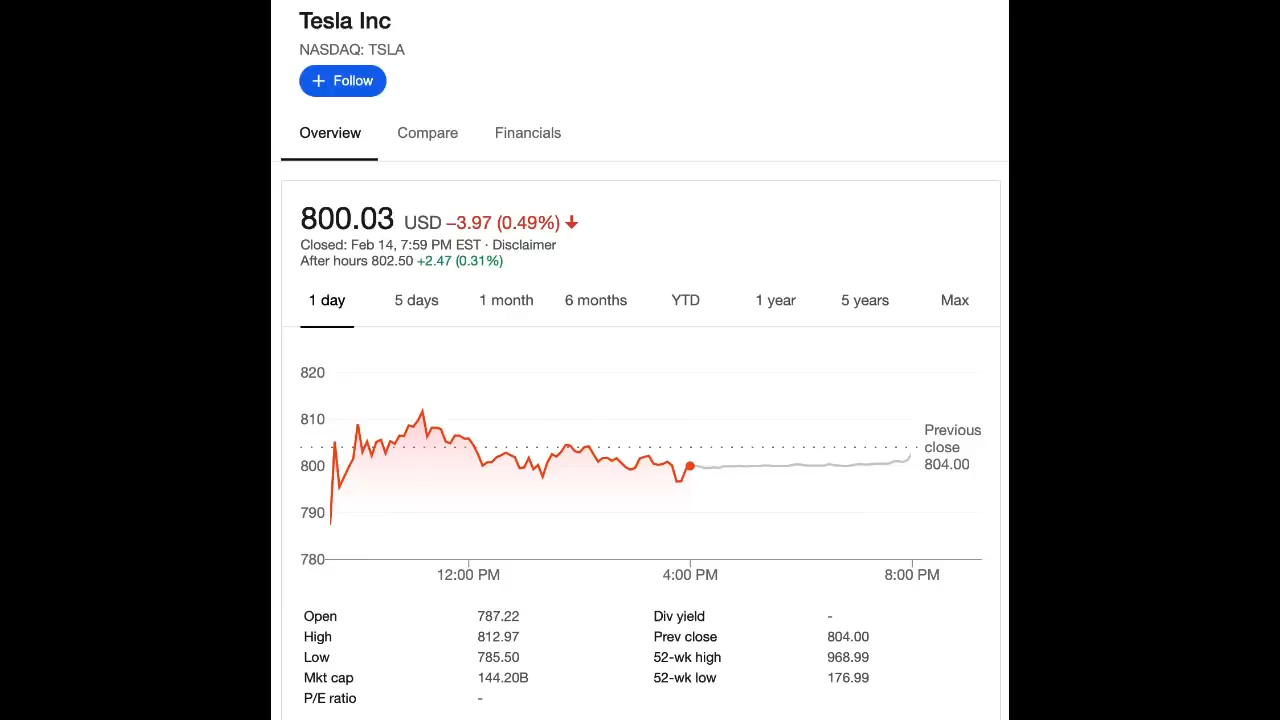 Tesla Inc
NASDAQ: TSLA
+ Follow
Overview Compare Financials
800.03 USD −3.97 (0.49%) ↓
Closed: Feb 14, 7:59 PM EST · Disclaimer
After hours 802.50 +2.47 (0.31%)
1 day 5 days 1 month 6 months YTD 1 year 5 years Max
820
810
800
790
780
Previous
close
804.00
12:00 PM 4:00 PM 8:00 PM
Open 787.22 Div yield -
High 812.97 Prev close 804.00
Low 785.50 52-wk high 968.99
Mkt cap 144.20B 52-wk low 176.99
P/E ratio -